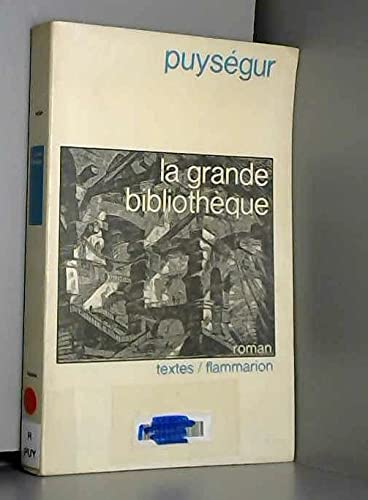 puységur
la grande
bibliothèque
roman
textes / flammarion
R
PUY